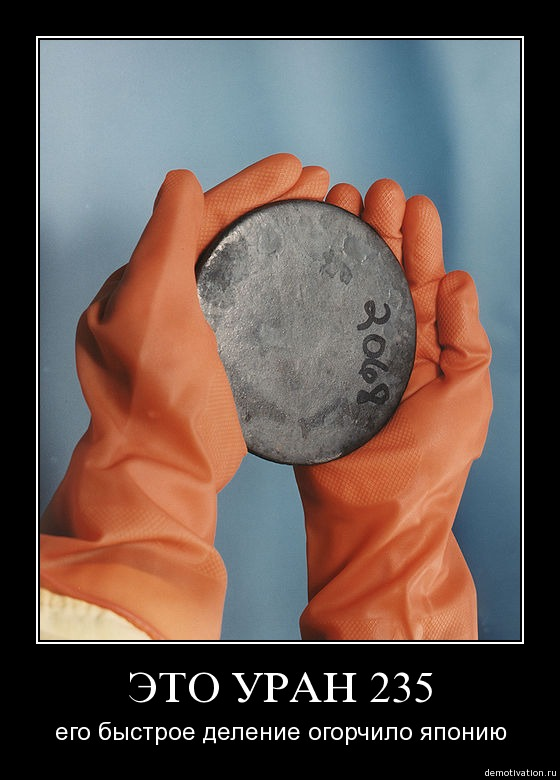 2068
ЭТО УРАН 235
его быстрое деление огорчило японию
demotivation.ru